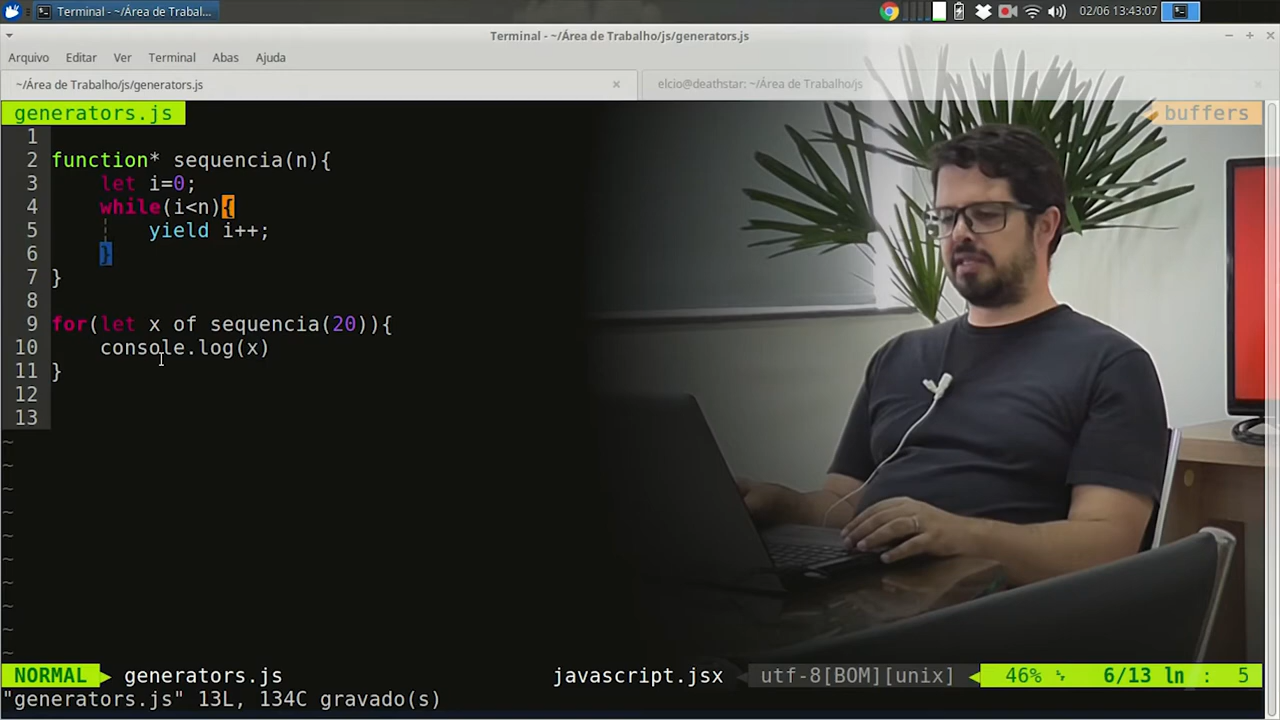 Terminal - ~/Área de Trabal...
02/06 13:43:07
Terminal - ~/Área de Trabalho/js/generators.js
Arquivo Editar Ver Terminal Abas Ajuda
~/Área de Trabalho/js/generators.js
elcio@deathstar: ~/Área de Trabalho/js
generators.js
buffers
1
2 function* sequencia(n){
3     let i=0;
4     while(i<n){
5         yield i++;
6     }
7 }
8
9 for(let x of sequencia(20)){
10     console.log(x)
11 }
12
13
~
~
~
~
~
~
~
~
~
~
NORMAL generators.js javascript.jsx utf-8[BOM][unix] 46% ␊ 6/13 ln : 5
"generators.js" 13L, 134C gravado(s)